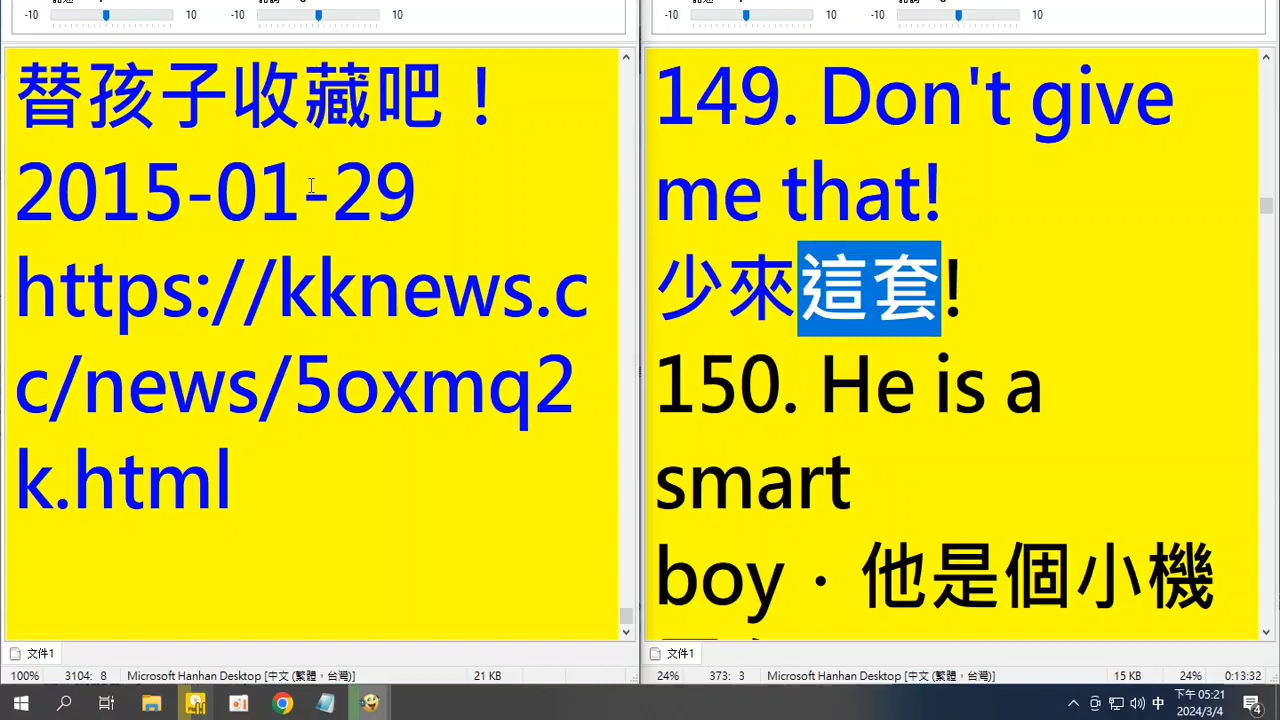 -10
10
-10
10
-10
10
-10
10
替孩子收藏吧！
2015-01-29
https://kknews.c
c/news/5oxmq2
k.html
149. Don't give
me that!
少來這套!
150. He is a
smart
boy．他是個小機
文件1
文件1
100%
3104: 8
Microsoft Hanhan Desktop [中文 (繁體，台灣)]
21 KB
24%
373: 3
Microsoft Hanhan Desktop [中文 (繁體，台灣)]
15 KB
24%
0:13:32
中
下午 05:21
2024/3/4
4